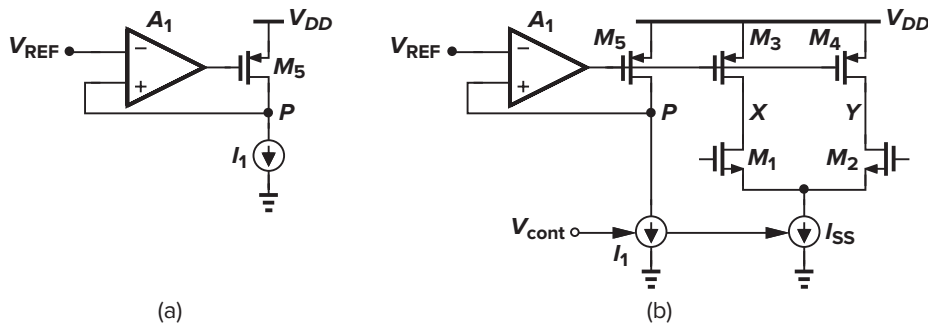 A1
VDD
VREF
−
+
M5
P
I1
(a)
A1
VDD
VREF
−
+
M5
M3
M4
P
X
Y
M1
M2
Vcont
I1
ISS
(b)